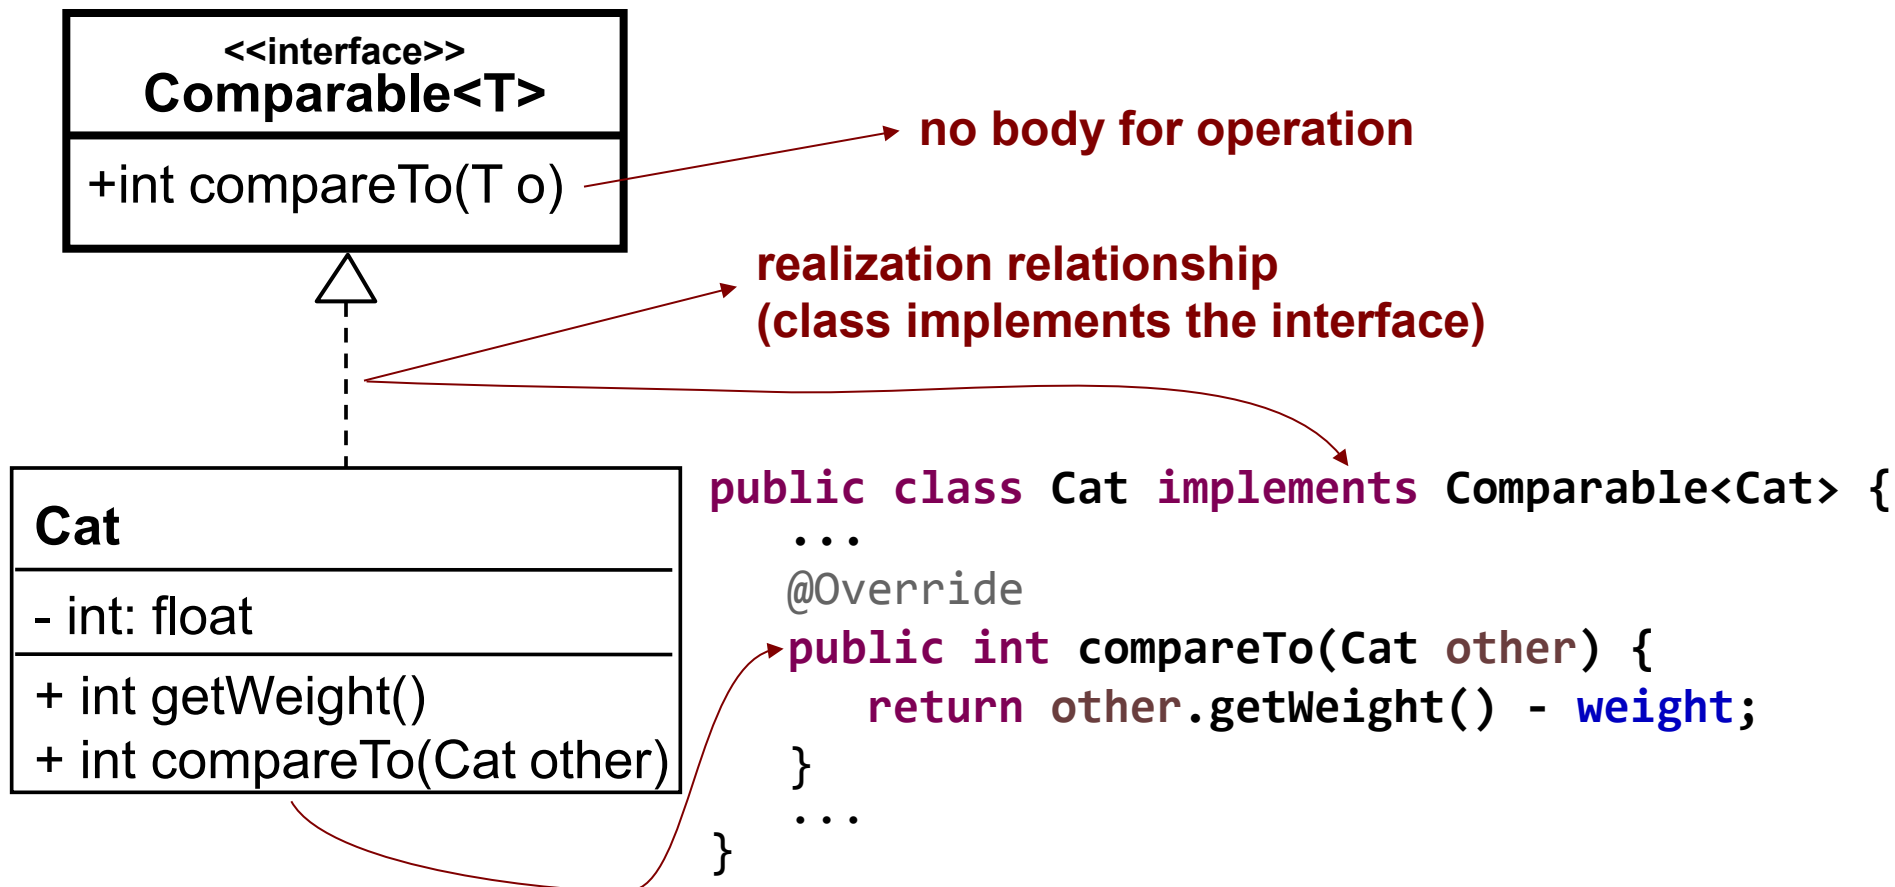 <<interface>>
Comparable<T>
+int compareTo(T o)
no body for operation
realization relationship
(class implements the interface)
Cat
- int: float
+ int getWeight()
+ int compareTo(Cat other)
public class Cat implements Comparable<Cat> {
...
@Override
public int compareTo(Cat other) {
return other.getWeight() - weight;
}
...
}